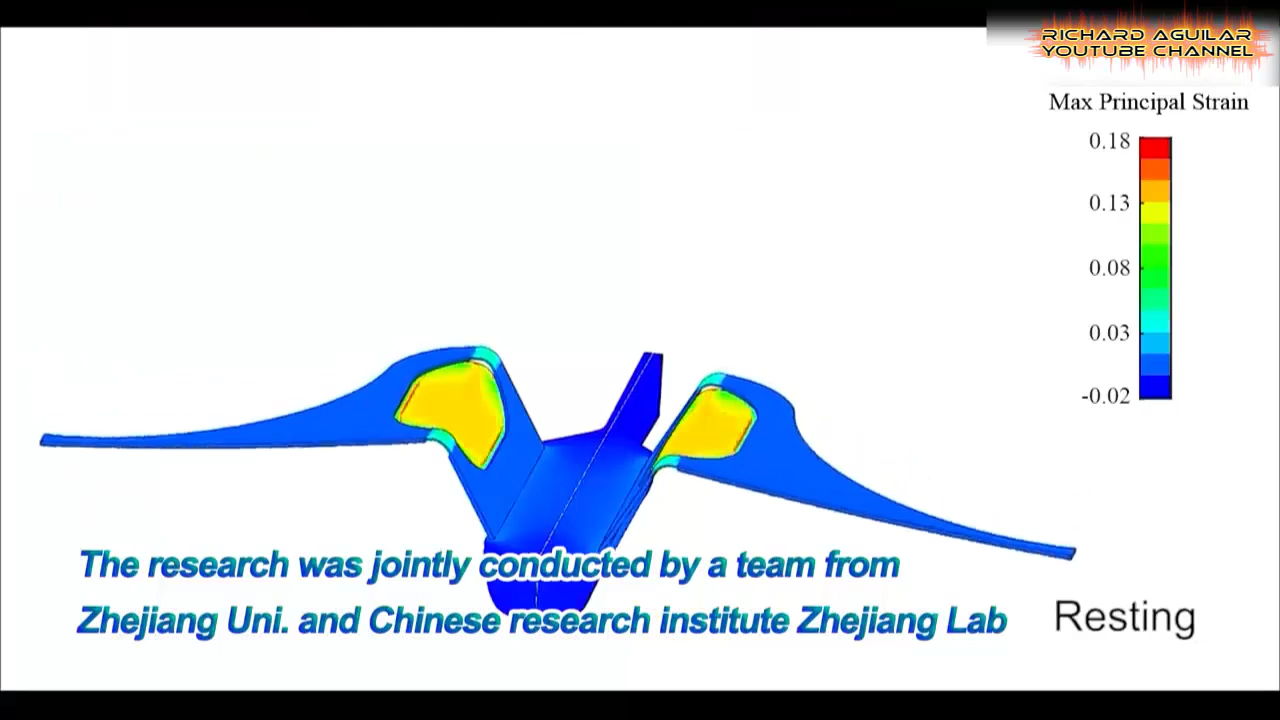 RICHARD AGUILAR
YOUTUBE CHANNEL
Max Principal Strain
0.18
0.13
0.08
0.03
-0.02
The research was jointly conducted by a team from
Zhejiang Uni. and Chinese research institute Zhejiang Lab
Resting